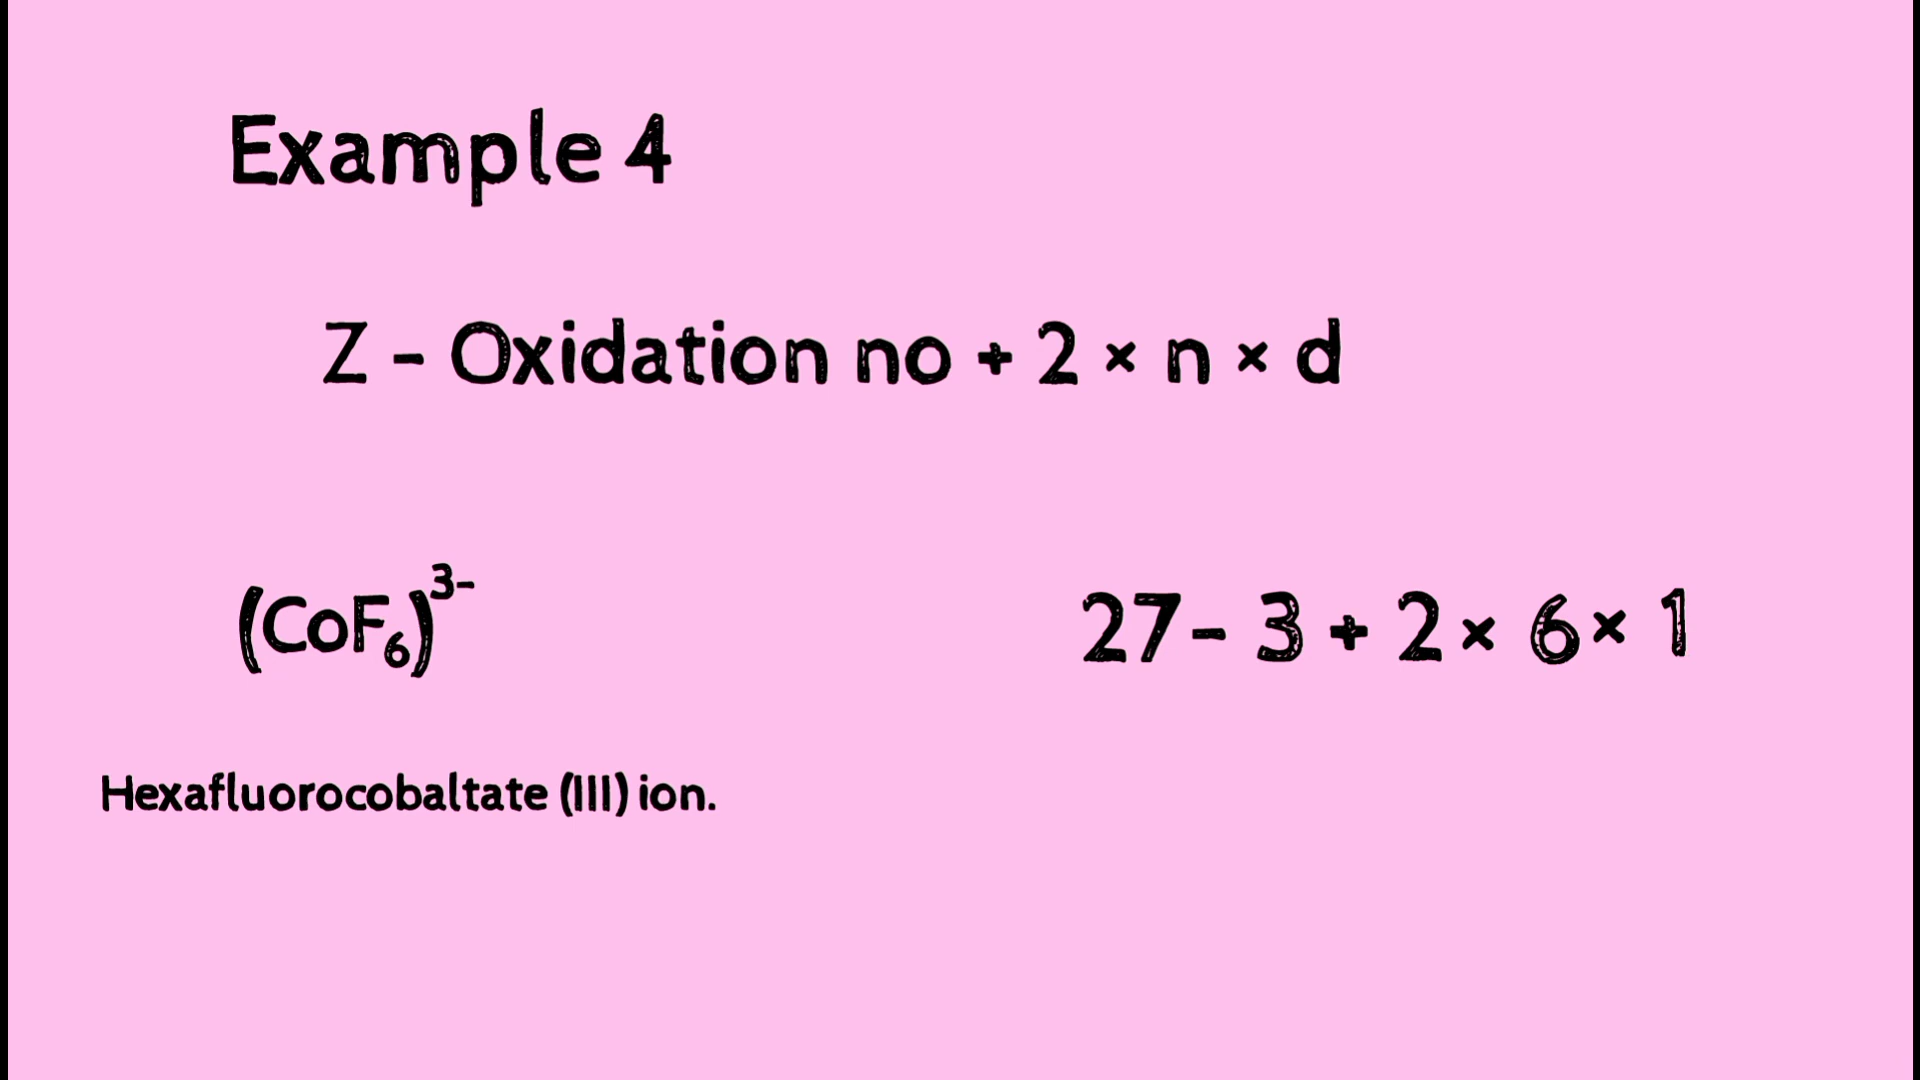 Example 4
Z - Oxidation no + 2 × n × d
(CoF₆)³⁻
27- 3 + 2 × 6 × 1
Hexafluorocobaltate (III) ion.